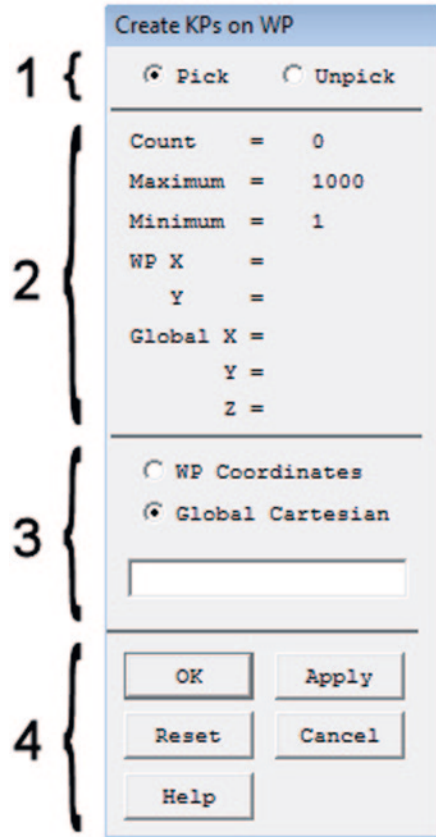 Create KPs on WP
1 { Pick Unpick
2
Count = 0
Maximum = 1000
Minimum = 1
WP X =
Y =
Global X =
Y =
Z =
3
WP Coordinates
Global Cartesian
4
OK Apply
Reset Cancel
Help